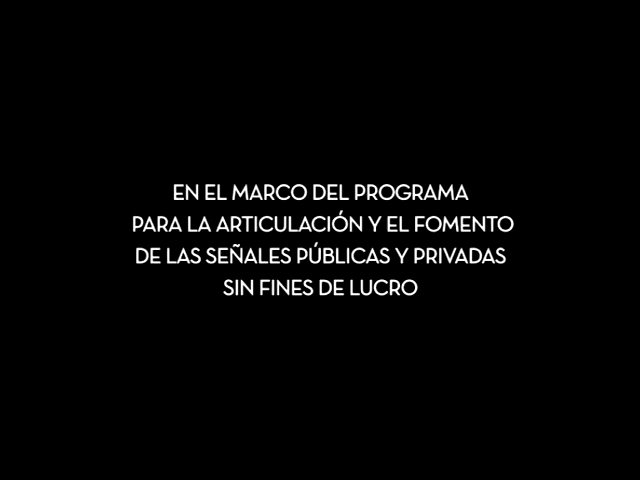 EN EL MARCO DEL PROGRAMA
PARA LA ARTICULACIÓN Y EL FOMENTO
DE LAS SEÑALES PÚBLICAS Y PRIVADAS
SIN FINES DE LUCRO